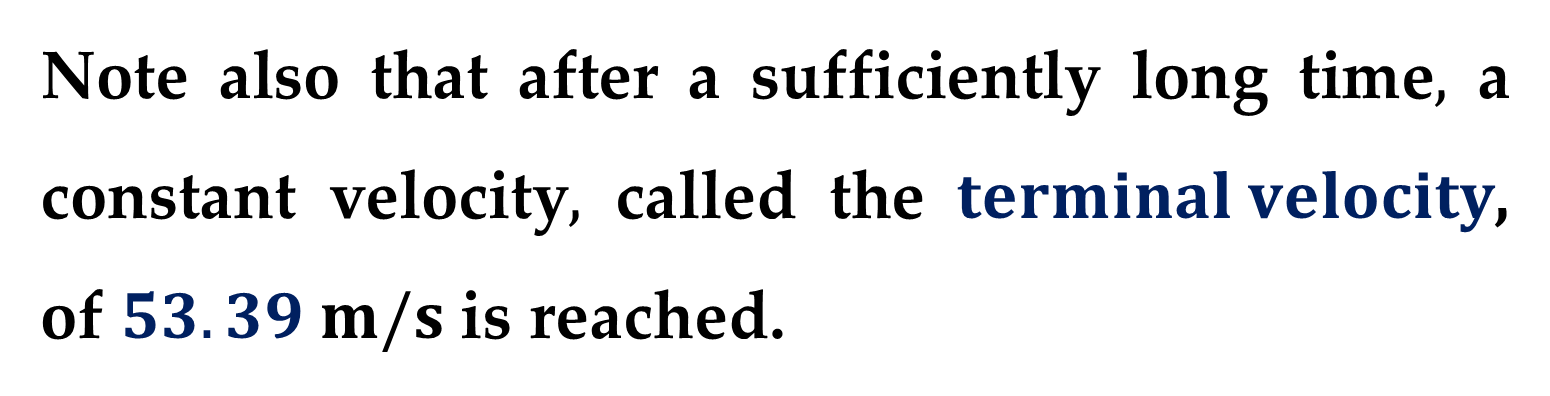 Note also that after a sufficiently long time, a
constant velocity, called the terminal velocity,
of 53.39 m/s is reached.